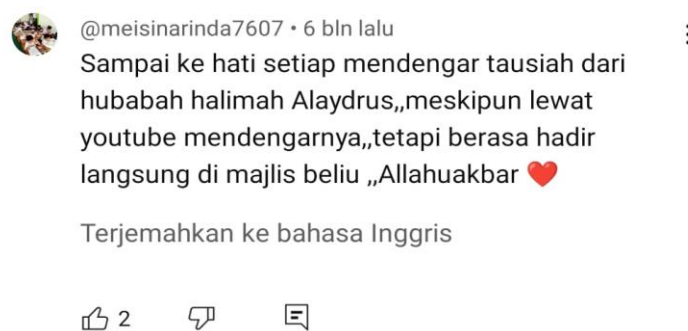 @meisinarinda7607 • 6 bln lalu
Sampai ke hati setiap mendengar tausiah dari
hubabah halimah Alaydrus,,meskipun lewat
youtube mendengarnya,,tetapi berasa hadir
langsung di majlis beliu ,,Allahuakbar ❤️
Terjemahkan ke bahasa Inggris
2